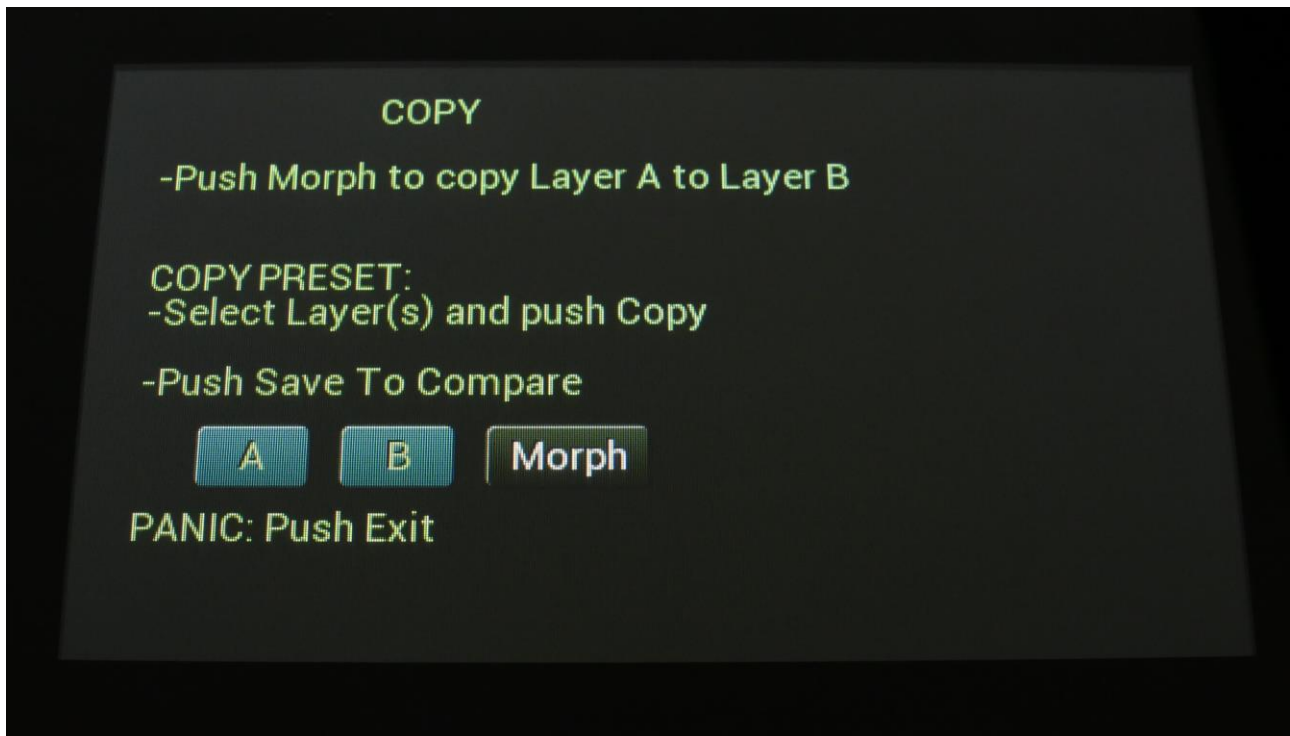 COPY
-Push Morph to copy Layer A to Layer B
COPY PRESET:
-Select Layer(s) and push Copy
-Push Save To Compare
A B Morph
PANIC: Push Exit